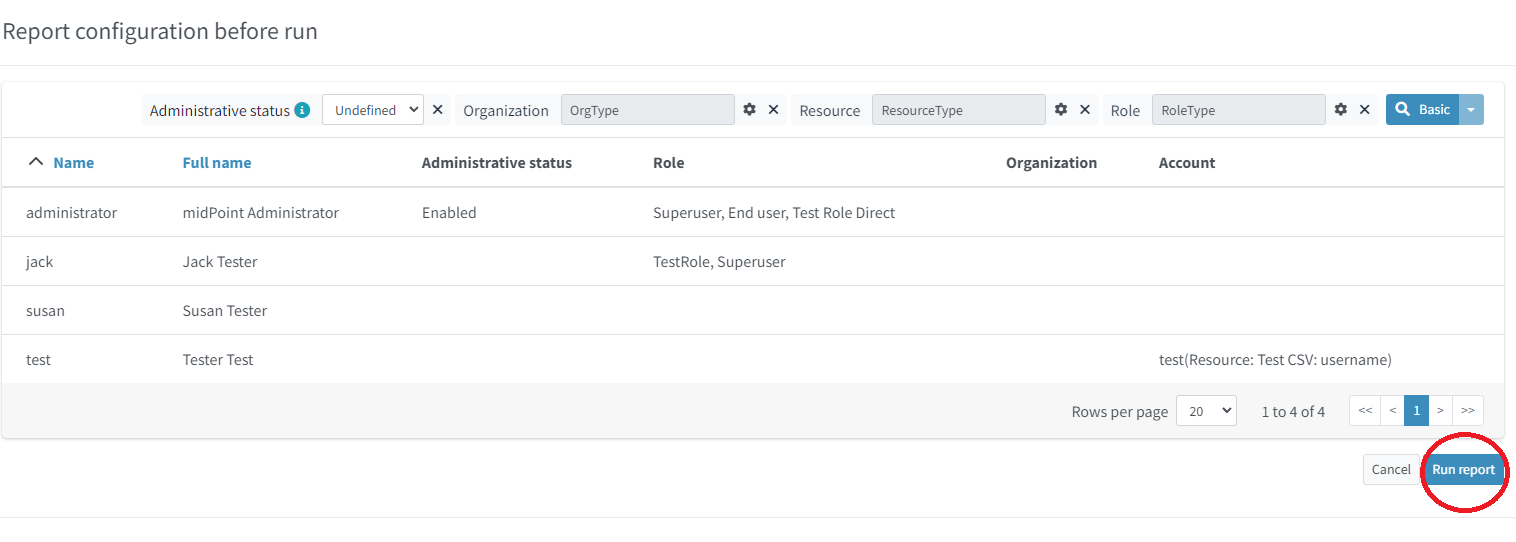 Report configuration before run
Administrative status Undefined Organization OrgType Resource ResourceType Role RoleType Basic
Name Full name Administrative status Role Organization Account
administrator midPoint Administrator Enabled Superuser, End user, Test Role Direct
jack Jack Tester TestRole, Superuser
susan Susan Tester
test Tester Test test(Resource: Test CSV: username)
Rows per page 20 1 to 4 of 4 << < 1 > >>
Cancel Run report